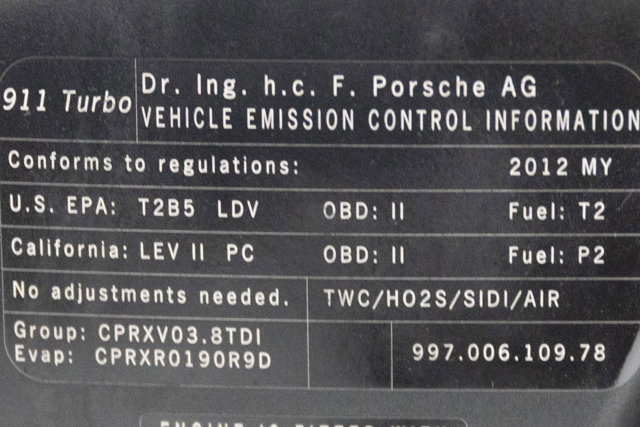 911 Turbo
Dr. Ing. h.c. F. Porsche AG
VEHICLE EMISSION CONTROL INFORMATION
Conforms to regulations: 2012 MY
U.S. EPA: T2B5 LDV OBD: II Fuel: T2
California: LEV II PC OBD: II Fuel: P2
No adjustments needed. TWC/HO2S/SIDI/AIR
Group: CPRXV03.8TDI
Evap: CPRXR0190R9D
997.006.109.78